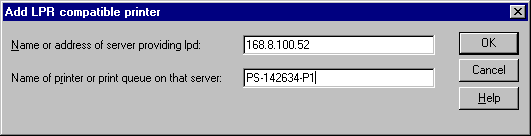 Add LPR compatible printer
Name or address of server providing lpd: 168.8.100.52 OK
Name of printer or print queue on that server: PS-142634-P1 Cancel
Help